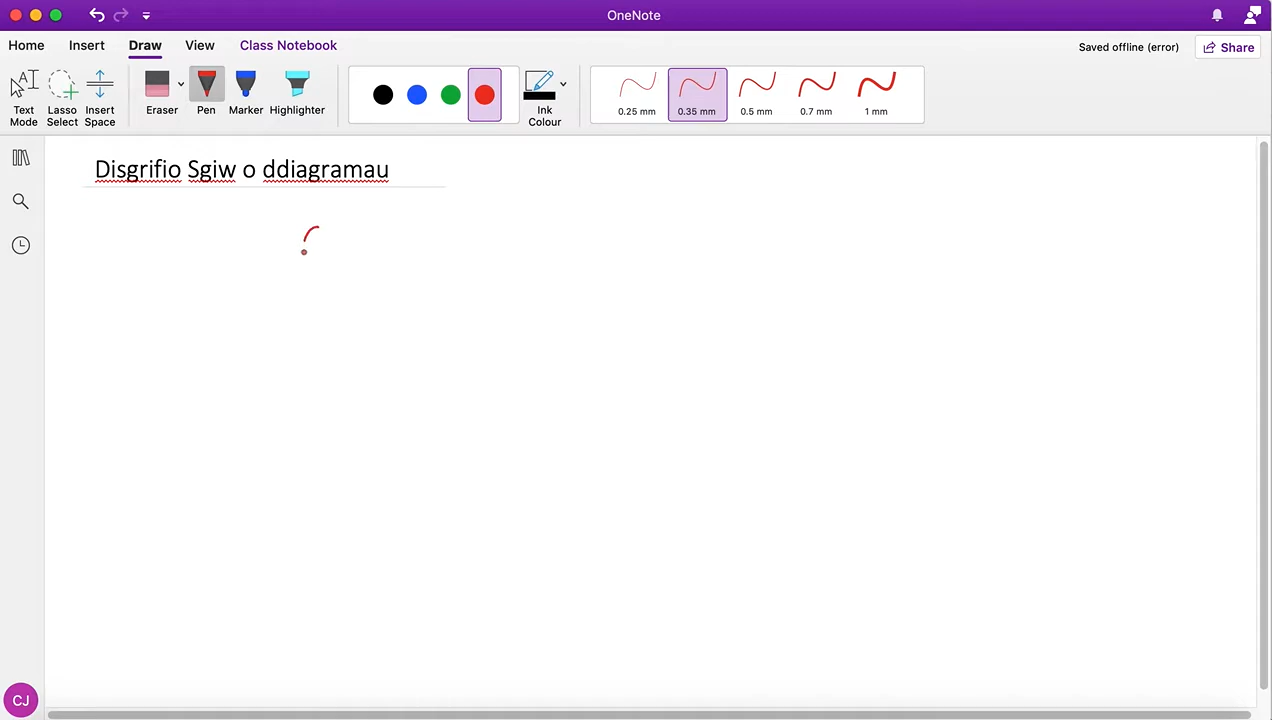 OneNote
Home Insert Draw View Class Notebook
Saved offline (error) Share
Text Mode
Lasso Select
Insert Space
Eraser
Pen
Marker
Highlighter
Ink Colour
0.25 mm 0.35 mm 0.5 mm 0.7 mm 1 mm
Disgrifio Sgiw o ddiagramau
CJ